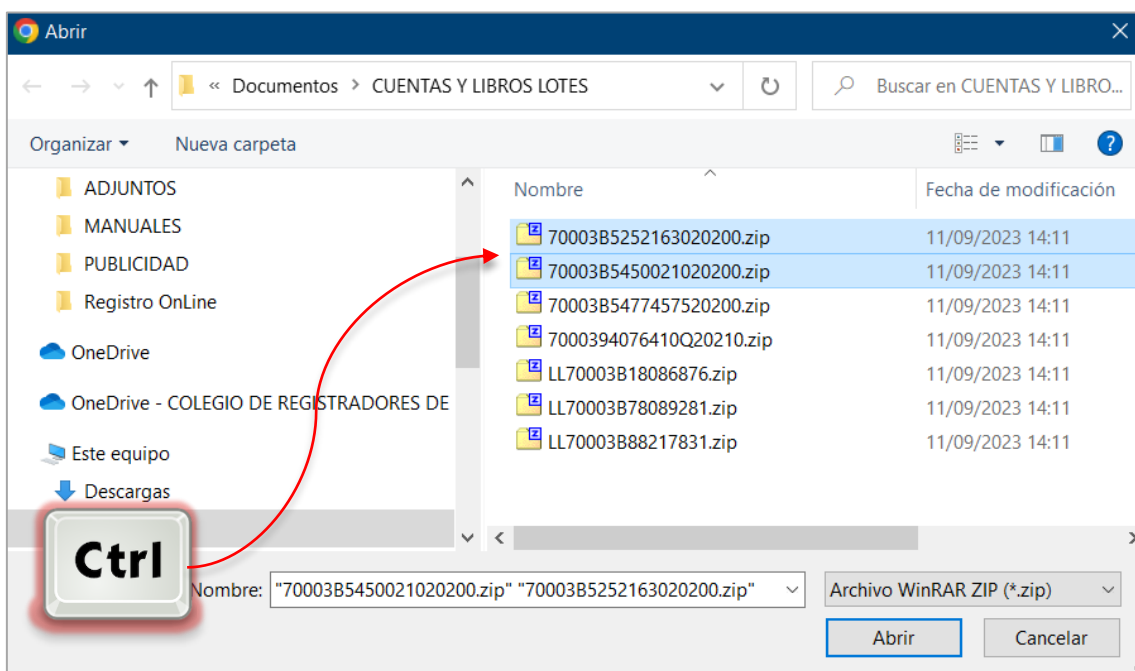 Abrir
« Documentos > CUENTAS Y LIBROS LOTES
Buscar en CUENTAS Y LIBRO...
Organizar
Nueva carpeta
ADJUNTOS
MANUALES
PUBLICIDAD
Registro OnLine
OneDrive
OneDrive - COLEGIO DE REGISTRADORES DE
Este equipo
Descargas
Nombre Fecha de modificación
70003B5252163020200.zip 11/09/2023 14:11
70003B5450021020200.zip 11/09/2023 14:11
70003B5477457520200.zip 11/09/2023 14:11
7000394076410Q20210.zip 11/09/2023 14:11
LL70003B18086876.zip 11/09/2023 14:11
LL70003B78089281.zip 11/09/2023 14:11
LL70003B88217831.zip 11/09/2023 14:11
Ctrl
Nombre: "70003B5450021020200.zip" "70003B5252163020200.zip"
Archivo WinRAR ZIP (*.zip)
Abrir
Cancelar